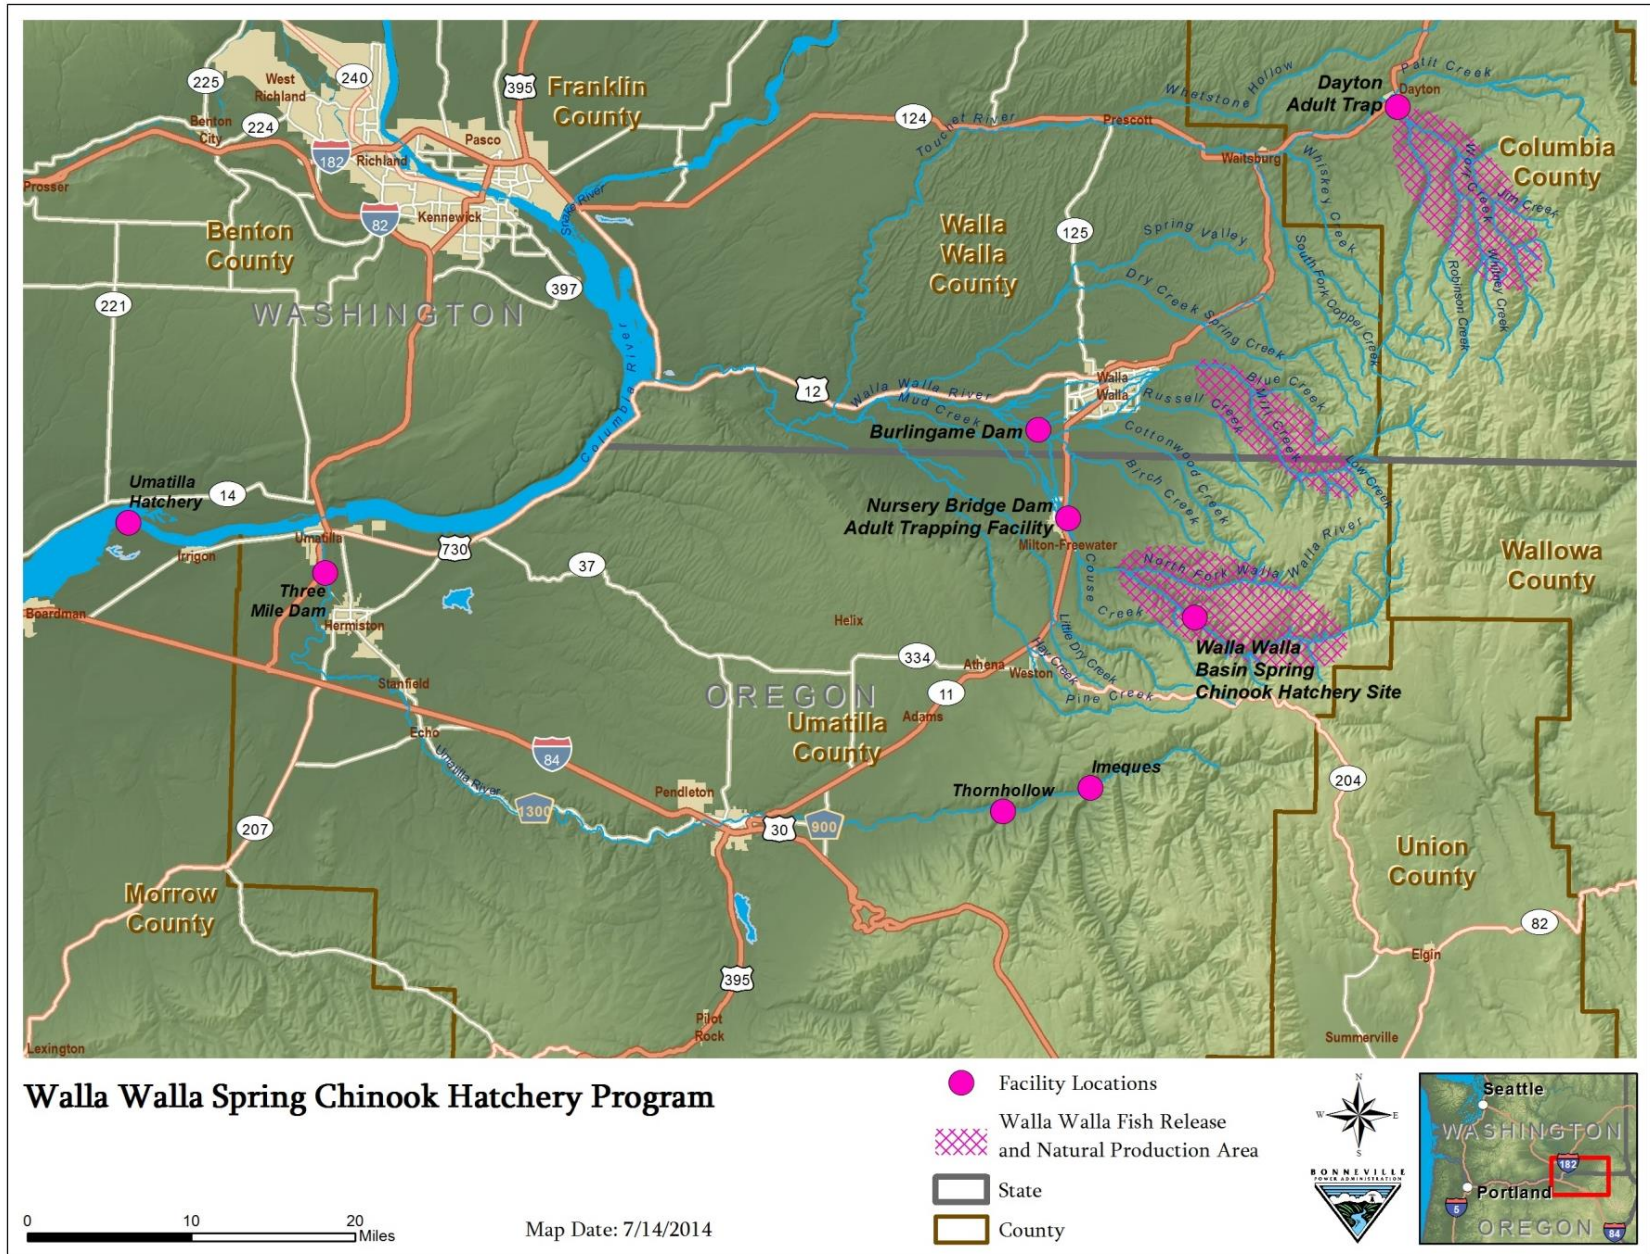 225
240
395
Franklin
County
West
Richland
Benton
City
224
182
Richland
Pasco
Prosser
Kennewick
82
Benton
County
Snake River
124
Touchet River
Prescott
Whetstone
Hollow
Dayton
Adult Trap
Dayton
Patit Creek
Columbia
County
Waitsburg
Whiskey Creek
Wolf Creek
Jim Creek
Robinson Creek
Whitney Creek
Walla
Walla
County
125
Spring Valley
Dry Creek Spring Creek
South Fork Coppei Creek
221
WASHINGTON
397
Columbia River
12
Walla Walla River
Mud Creek
Walla
Walla
Russell Creek
Blue Creek
Mill Creek
Burlingame Dam
Cottonwood Creek
Birch Creek
Low Creek
Umatilla
Hatchery
14
Columbia
Nursery Bridge Dam
Adult Trapping Facility
Milton-Freewater
Umatilla
Irrigon
730
37
North Fork Walla
Walla River
Wallowa
County
Three
Mile Dam
Boardman
Hermiston
Helix
Couse
Creek
Little Dry Creek
Hay Creek
Walla Walla
Basin Spring
Chinook Hatchery Site
334
Athena
Weston
Stanfield
OREGON
11
Pine Creek
Umatilla
County
Adams
Echo
84
Umatilla River
1300
Pendleton
30
900
Thornhollow
Imeques
204
207
Union
County
Morrow
County
82
Elgin
395
Pilot
Rock
Summerville
Lexington
Walla Walla Spring Chinook Hatchery Program
Facility Locations
Walla Walla Fish Release
and Natural Production Area
State
County
0 10 20
Miles
Map Date: 7/14/2014
N
W E
S
BONNEVILLE
POWER ADMINISTRATION
Seattle
WASHINGTON
182
Portland
5
OREGON
84